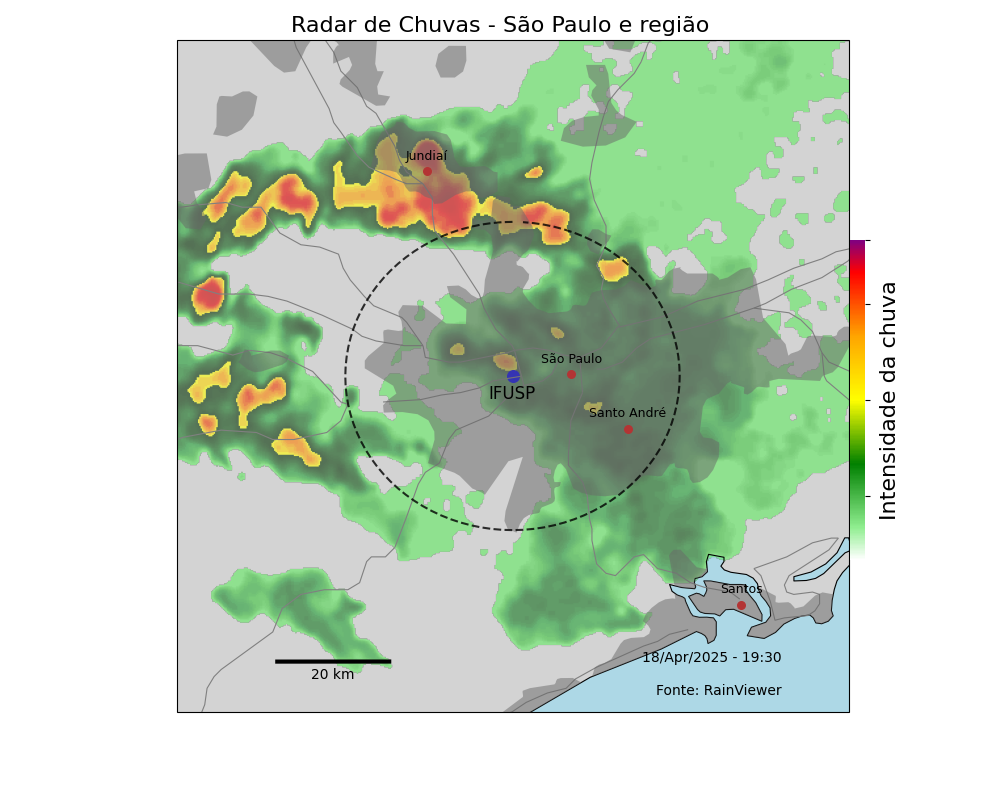 Radar de Chuvas - São Paulo e região
Jundiaí
São Paulo
IFUSP
Santo André
Santos
18/Apr/2025 - 19:30
20 km
Fonte: RainViewer
Intensidade da chuva